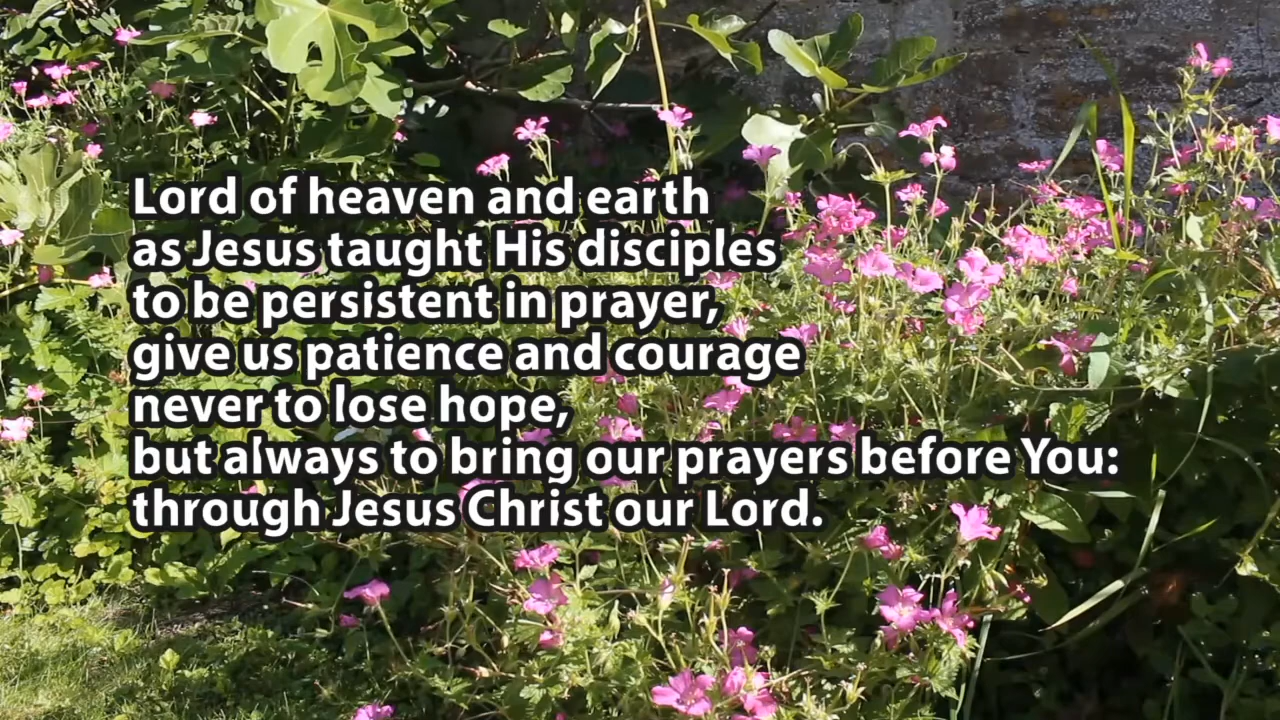 Lord of heaven and earth
as Jesus taught His disciples
to be persistent in prayer,
give us patience and courage
never to lose hope,
but always to bring our prayers before You:
through Jesus Christ our Lord.